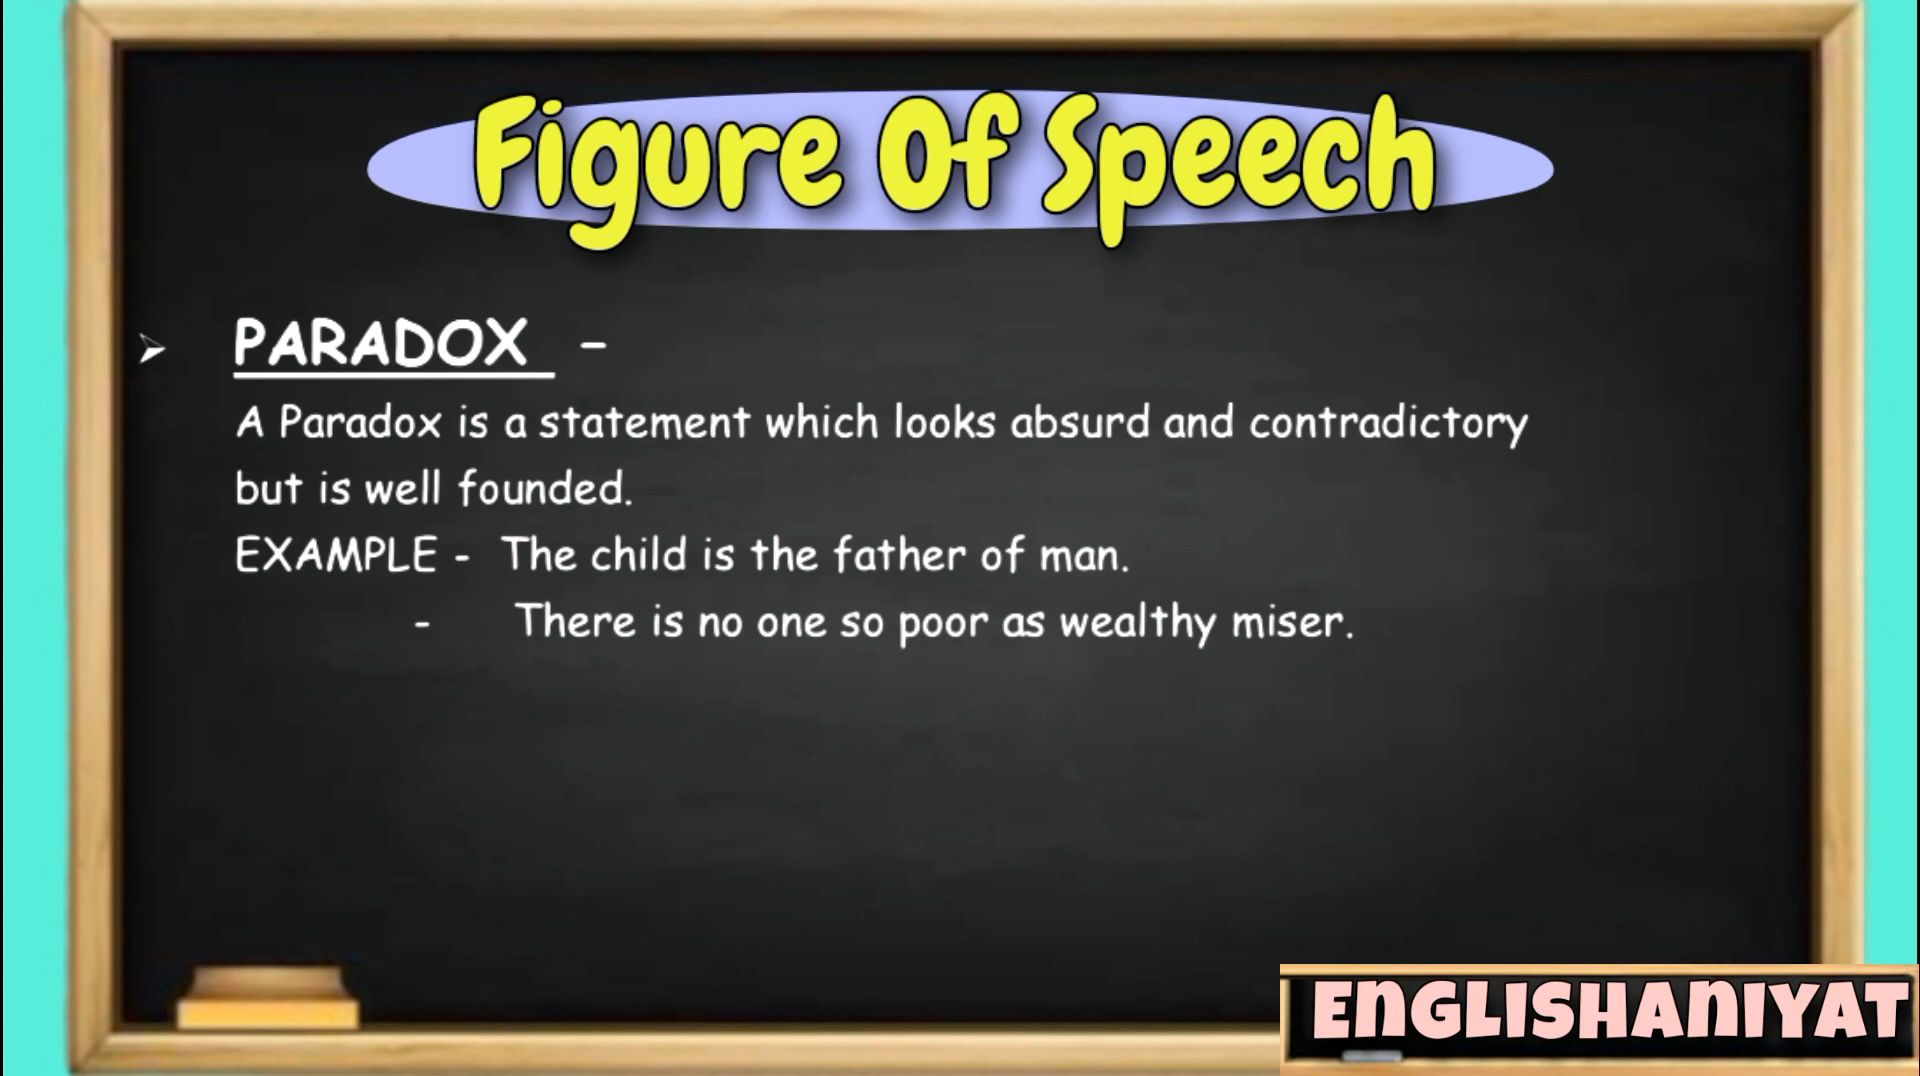 Figure Of Speech
➢ PARADOX -
A Paradox is a statement which looks absurd and contradictory
but is well founded.
EXAMPLE - The child is the father of man.
- There is no one so poor as wealthy miser.
ENGLISHANIYAT